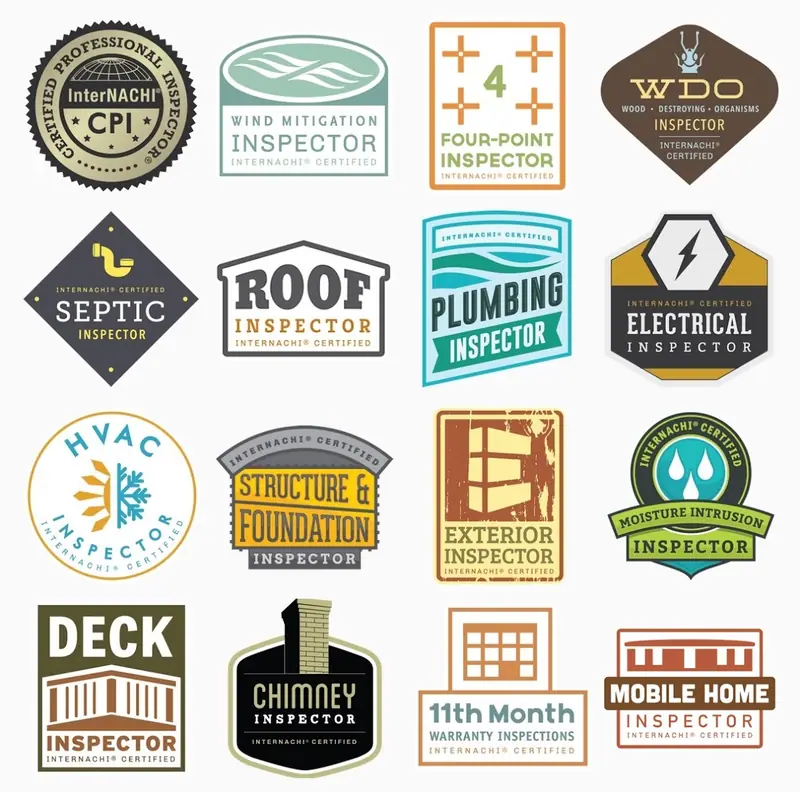 CERTIFIED PROFESSIONAL INSPECTOR®
InterNACHI®
CPI
WIND MITIGATION
INSPECTOR
INTERNACHI® CERTIFIED
4
FOUR-POINT
INSPECTOR
INTERNACHI® CERTIFIED
WDO
WOOD • DESTROYING • ORGANISMS
INSPECTOR
INTERNACHI®
CERTIFIED
INTERNACHI® CERTIFIED
SEPTIC
INSPECTOR
ROOF
INSPECTOR
INTERNACHI® CERTIFIED
INTERNACHI® CERTIFIED
PLUMBING
INSPECTOR
INTERNACHI® CERTIFIED
ELECTRICAL
INSPECTOR
HVAC
INSPECTOR
INTERNACHI® CERTIFIED
INTERNACHI® CERTIFIED
STRUCTURE &
FOUNDATION
INSPECTOR
E
EXTERIOR
INSPECTOR
INTERNACHI® CERTIFIED
INTERNACHI® CERTIFIED
MOISTURE INTRUSION
INSPECTOR
DECK
INSPECTOR
INTERNACHI® CERTIFIED
CHIMNEY
INSPECTOR
INTERNACHI® CERTIFIED
11th Month
WARRANTY INSPECTIONS
INTERNACHI® CERTIFIED
MOBILE HOME
INSPECTOR
INTERNACHI® CERTIFIED